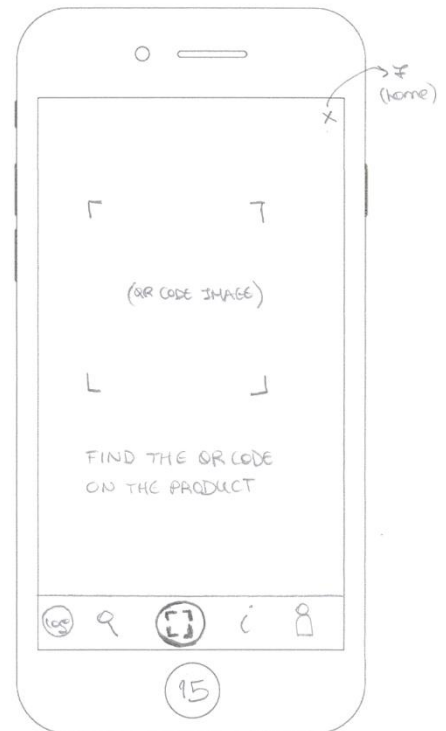 7
(home)
X
(QR CODE IMAGE)
FIND THE QR CODE
ON THE PRODUCT
i
15